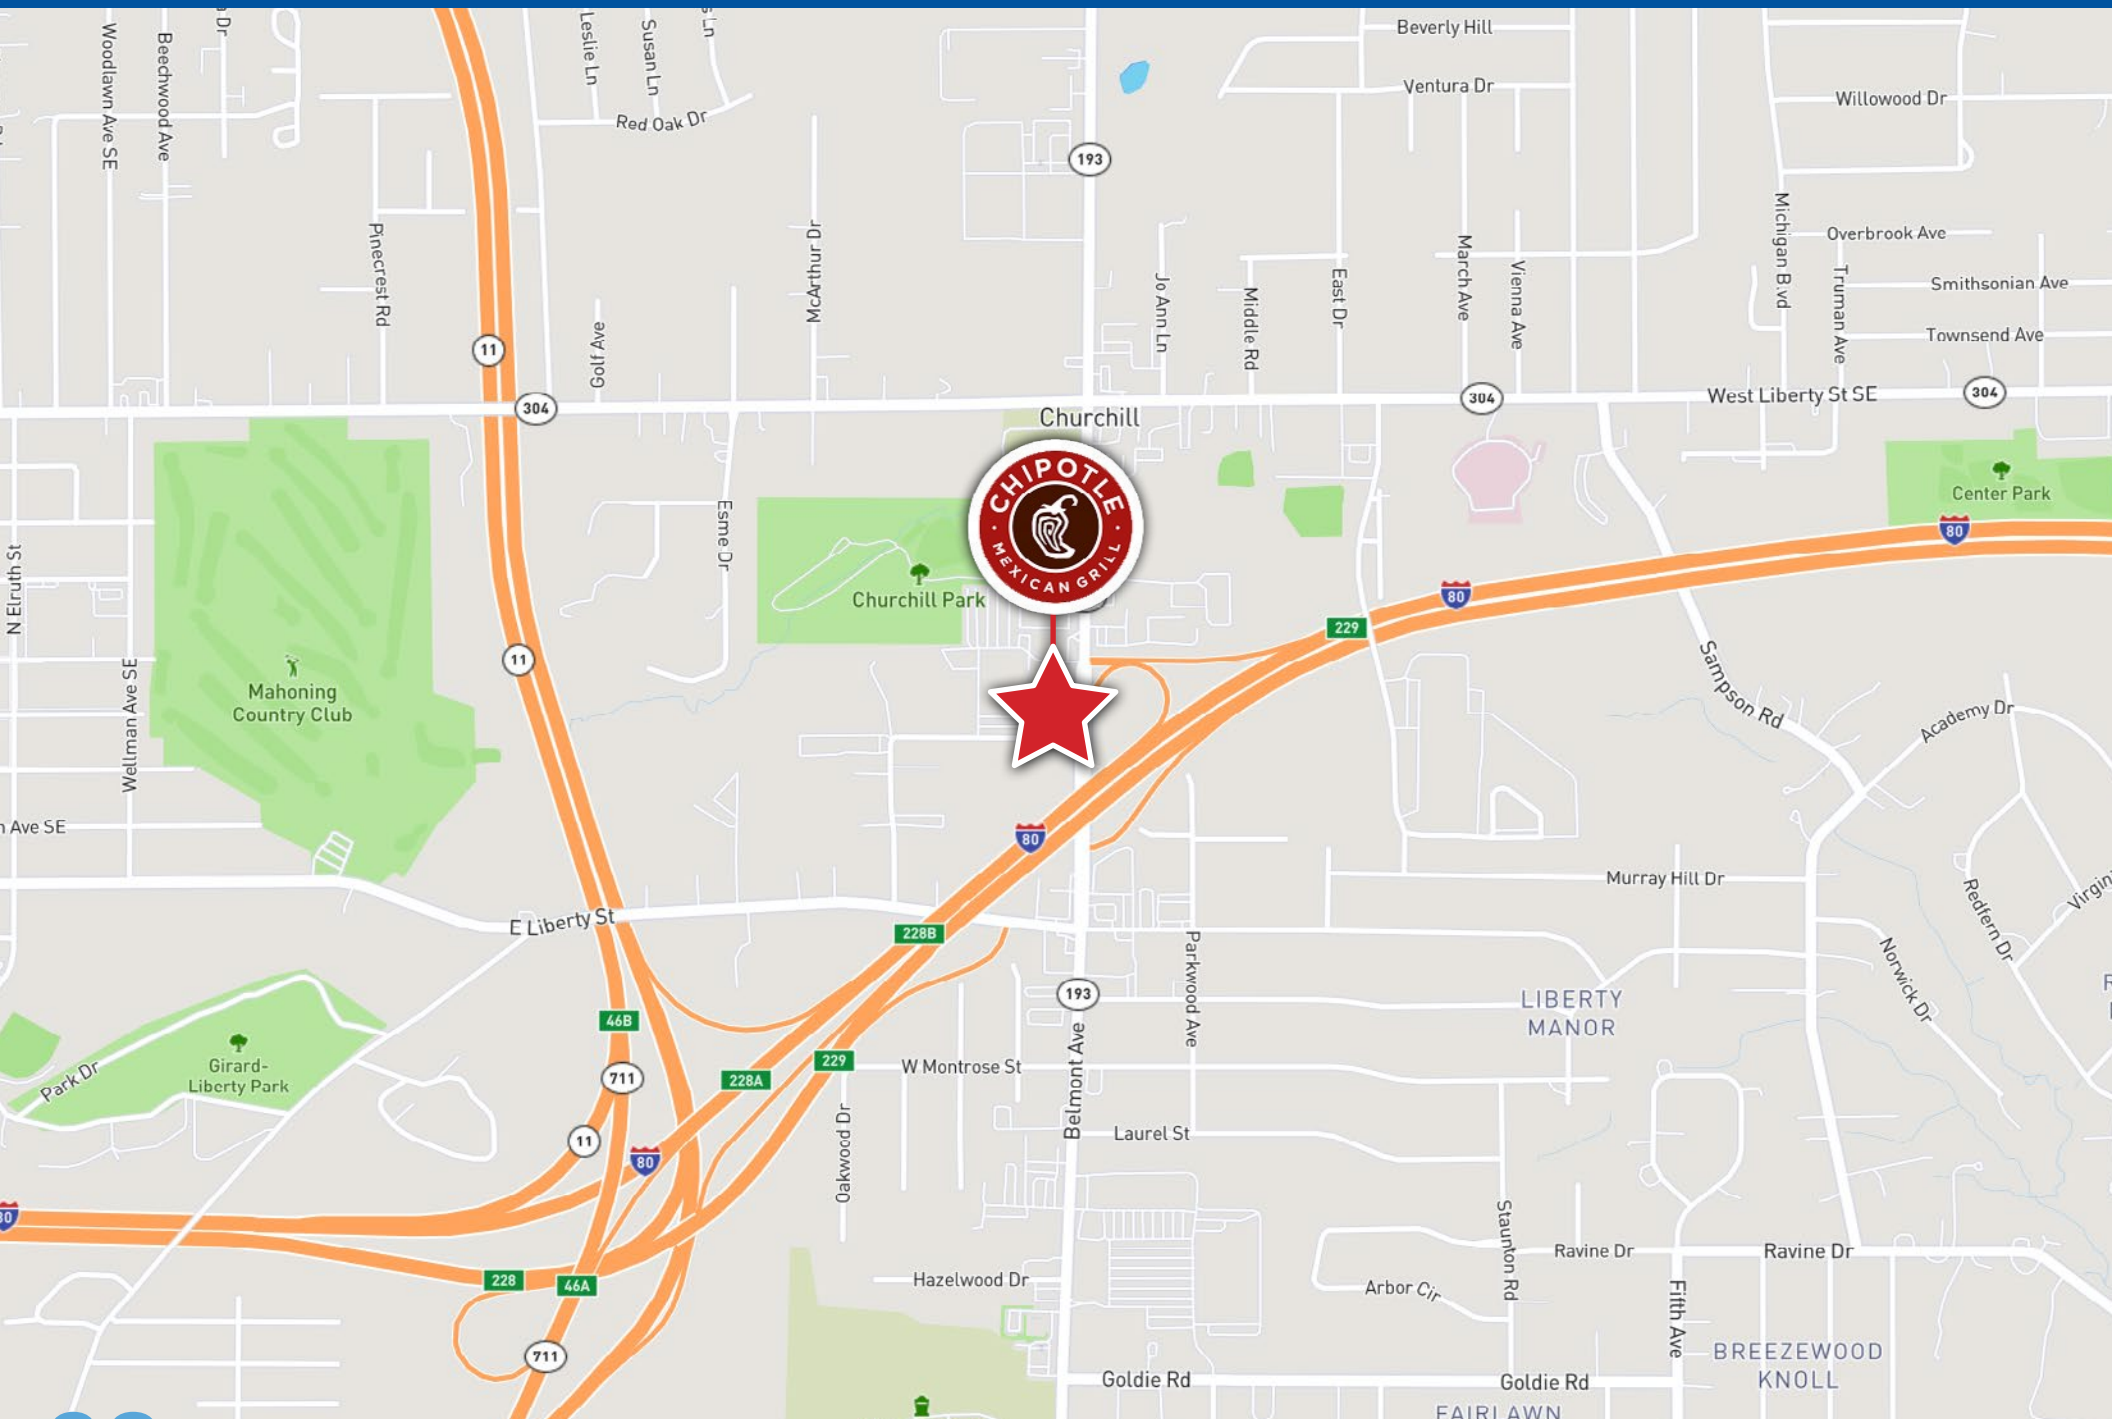 Woodlawn Ave SE
Beechwood Ave
Dr
Leslie Ln
Susan Ln
Ln
Red Oak Dr
Beverly Hill
Ventura Dr
Willowood Dr
193
Pinecrest Rd
McArthur Dr
Golf Ave
Jo Ann Ln
Middle Rd
East Dr
March Ave
Vienna Ave
Michigan B.vd
Overbrook Ave
Truman Ave
Smithsonian Ave
Townsend Ave
11
304
Churchill
304
West Liberty St SE
304
CHIPOTLE
MEXICAN GRILL
Esme Dr
Center Park
80
N Elruth St
Churchill Park
80
229
11
Mahoning
Country Club
Wellman Ave SE
Sampson Rd
Academy Dr
Ave SE
80
Murray Hill Dr
Redfern Dr
E Liberty St
228B
Parkwood Ave
Norwick Dr
193
LIBERTY
MANOR
46B
Park Dr
Girard-
Liberty Park
711
228A
229
W Montrose St
Belmont Ave
Oakwood Dr
Laurel St
11
80
80
Staunton Rd
Ravine Dr
Ravine Dr
228
46A
Hazelwood Dr
Arbor Cir
Fifth Ave
711
BREEZEWOOD
KNOLL
Goldie Rd
Goldie Rd
FAIRLAWN